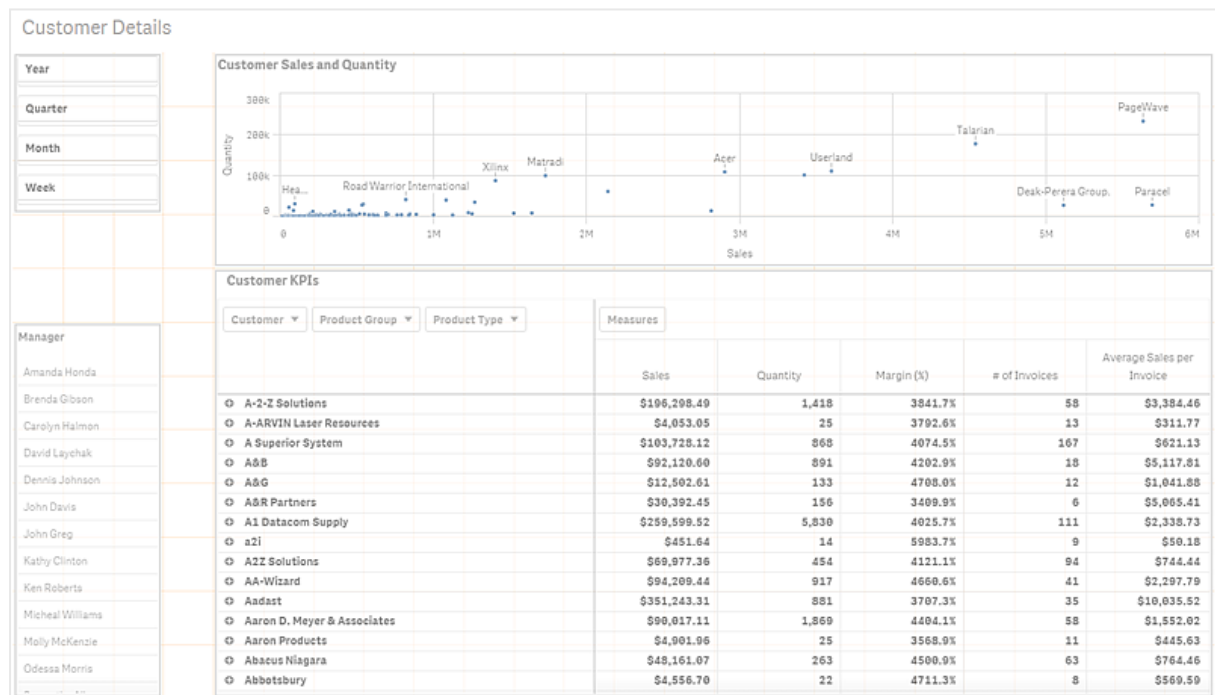 Customer Details
Year
Quarter
Month
Week
Manager
Amanda Honda
Brenda Gibson
Carolyn Halmon
David Laychak
Dennis Johnson
John Davis
John Greg
Kathy Clinton
Ken Roberts
Micheal Williams
Molly McKenzie
Odessa Morris
Customer Sales and Quantity
Quantity
300k
200k
100k
0
PageWave
Talarian
Acer
Userland
Xilinx
Matradi
Hea...
Road Warrior International
Deak-Perera Group.
Paracel
0 1M 2M 3M 4M 5M 6M
Sales
Customer KPIs
Customer Product Group Product Type Measures
Sales Quantity Margin (%) # of Invoices Average Sales per Invoice
A-2-Z Solutions $196,298.49 1,418 3841.7% 58 $3,384.46
A-ARVIN Laser Resources $4,053.05 25 3792.6% 13 $311.77
A Superior System $103,728.12 868 4074.5% 167 $621.13
A&B $92,120.60 891 4202.9% 18 $5,117.81
A&G $12,502.61 133 4708.0% 12 $1,041.88
A&R Partners $30,392.45 156 3409.9% 6 $5,065.41
A1 Datacom Supply $259,599.52 5,830 4025.7% 111 $2,338.73
a2i $451.64 14 5983.7% 9 $50.18
A2Z Solutions $69,977.36 454 4121.1% 94 $744.44
AA-Wizard $94,209.44 917 4660.6% 41 $2,297.79
Aadast $351,243.31 881 3707.3% 35 $10,035.52
Aaron D. Meyer & Associates $90,017.11 1,869 4404.1% 58 $1,552.02
Aaron Products $4,901.96 25 3568.9% 11 $445.63
Abacus Niagara $48,161.07 263 4500.9% 63 $764.46
Abbotsbury $4,556.70 22 4711.3% 8 $569.59